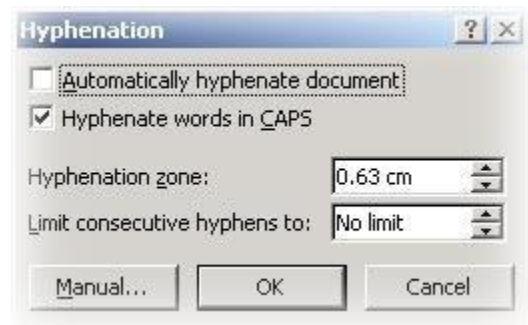 Hyphenation
Automatically hyphenate document
Hyphenate words in CAPS
Hyphenation zone: 0.63 cm
Limit consecutive hyphens to: No limit
Manual... OK Cancel